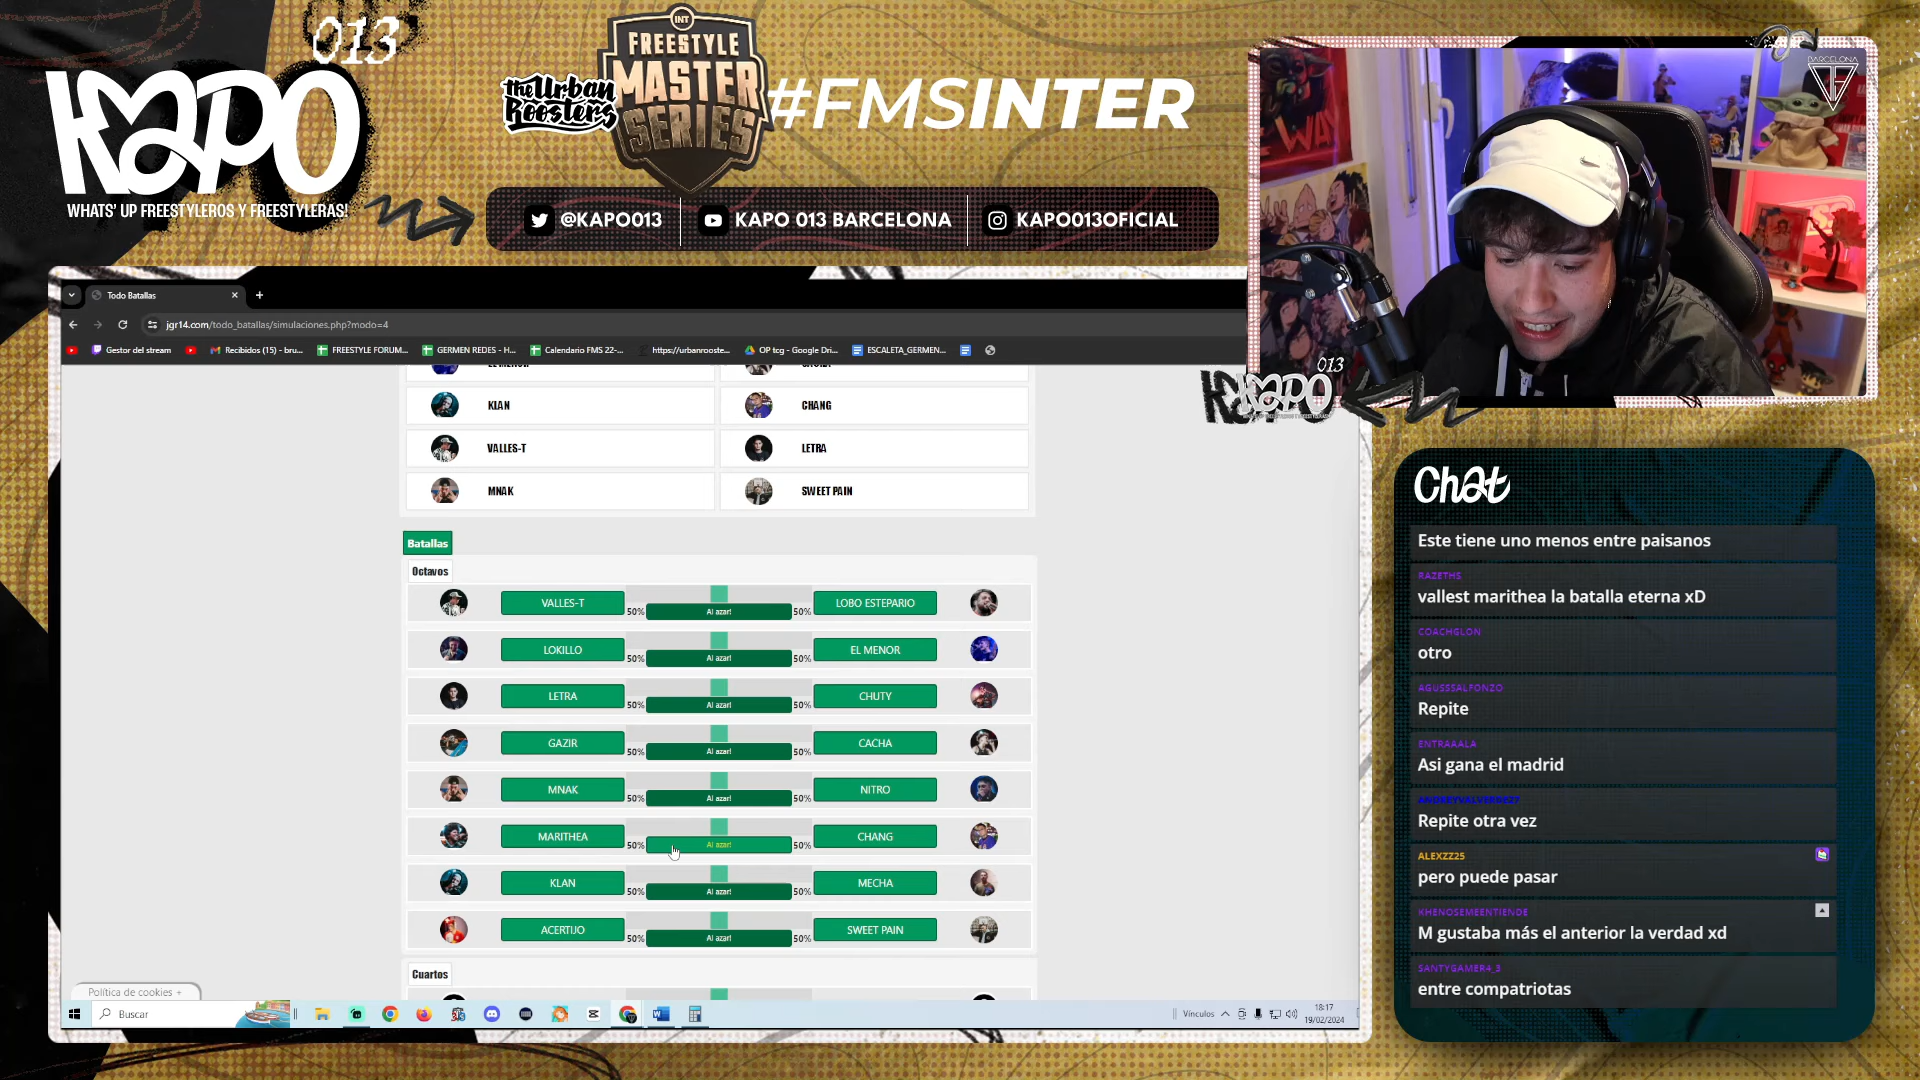 013
KAPO
WHATS' UP FREESTYLEROS Y FREESTYLERAS!
the Urban Roosters
INT
FREESTYLE
MASTER
SERIES
#FMSINTER
@KAPO013
KAPO 013 BARCELONA
KAPO013OFICIAL
BARCELONA
013
KAPO
Todo Batallas
jgr14.com/todo_batallas/simulaciones.php?modo=4
Gestor del stream
Recibidos (15) - bru...
FREESTYLE FORUM...
GERMEN REDES - H...
Calendario FMS 22-...
https://urbanrooste...
OP tcg - Google Dri...
ESCALETA_GERMEN...
KLAN
CHANG
VALLES-T
LETRA
MNAK
SWEET PAIN
Batallas
Octavos
VALLES-T 50% Al azar! 50% LOBO ESTEPARIO
LOKILLO 50% Al azar! 50% EL MENOR
LETRA 50% Al azar! 50% CHUTY
GAZIR 50% Al azar! 50% CACHA
MNAK 50% Al azar! 50% NITRO
MARITHEA 50% Al azar! 50% CHANG
KLAN 50% Al azar! 50% MECHA
ACERTIJO 50% Al azar! 50% SWEET PAIN
Cuartos
Política de cookies +
Buscar
Vínculos
18:17
19/02/2024
Chat
Este tiene uno menos entre paisanos
RAZETHS
vallest marithea la batalla eterna xD
COACHGLON
otro
AGUSSSALFONZO
Repite
ENTRAAALA
Asi gana el madrid
Repite otra vez
ALEXZZ25
pero puede pasar
KHENOSEMEENTIENDE
M gustaba más el anterior la verdad xd
SANTYGAMER4_3
entre compatriotas